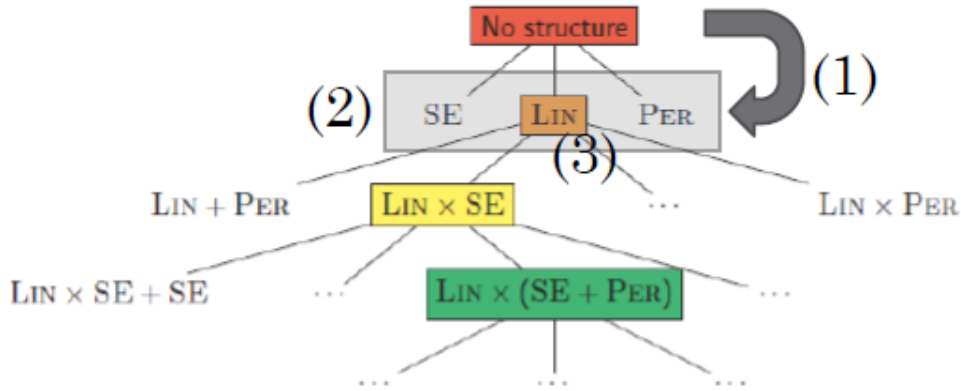 No structure
(1)
(2) SE LIN PER
(3)
LIN + PER LIN × SE ... LIN × PER
LIN × SE + SE ... LIN × (SE + PER) ...
... ... ...